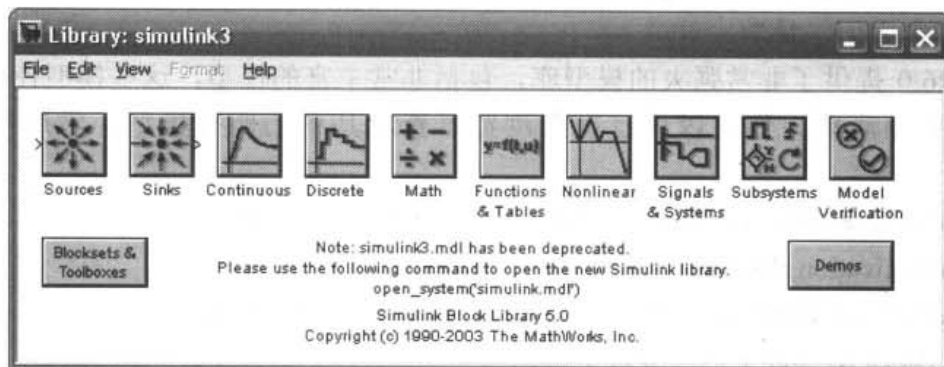 Library: simulink3
File Edit View Format Help
y=f(t,u)
Sources Sinks Continuous Discrete Math Functions & Tables Nonlinear Signals & Systems Subsystems Model Verification
Blocksets & Toolboxes
Note: simulink3.mdl has been deprecated.
Please use the following command to open the new Simulink library.
open_system('simulink.mdl')
Demos
Simulink Block Library 5.0
Copyright (c) 1990-2003 The MathWorks, Inc.